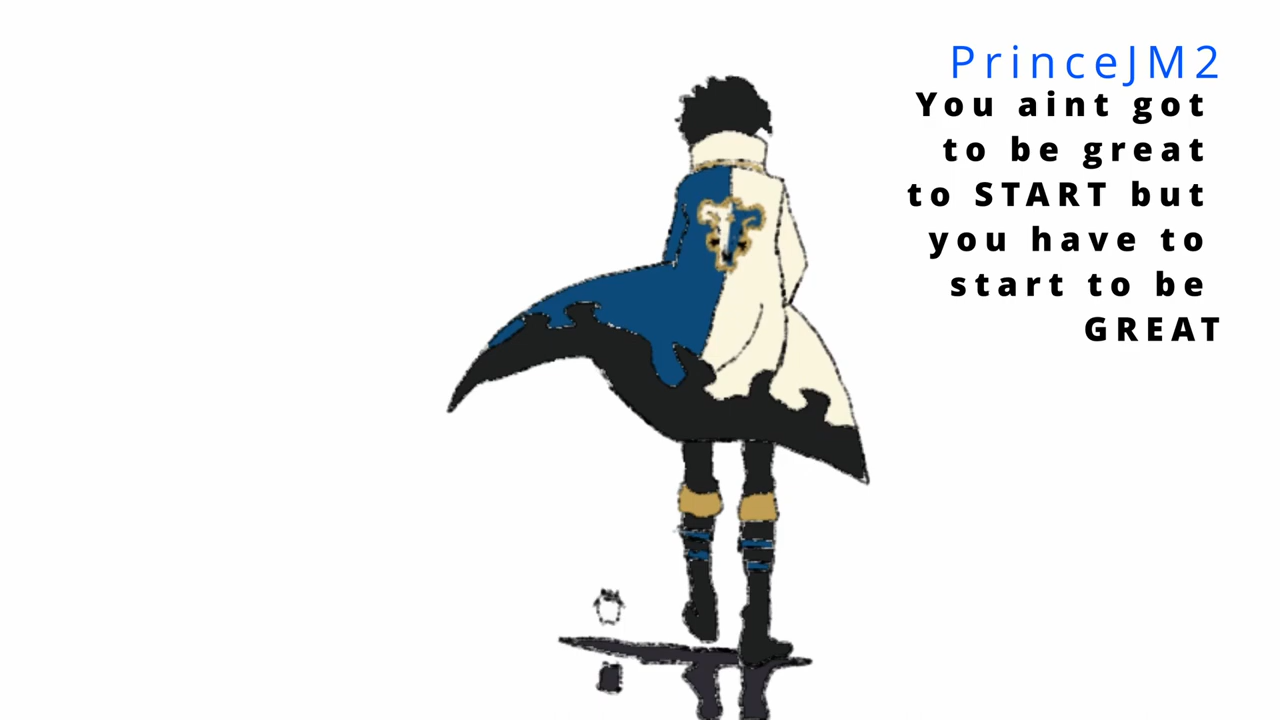 PrinceJM2
You aint got
to be great
to START but
you have to
start to be
GREAT